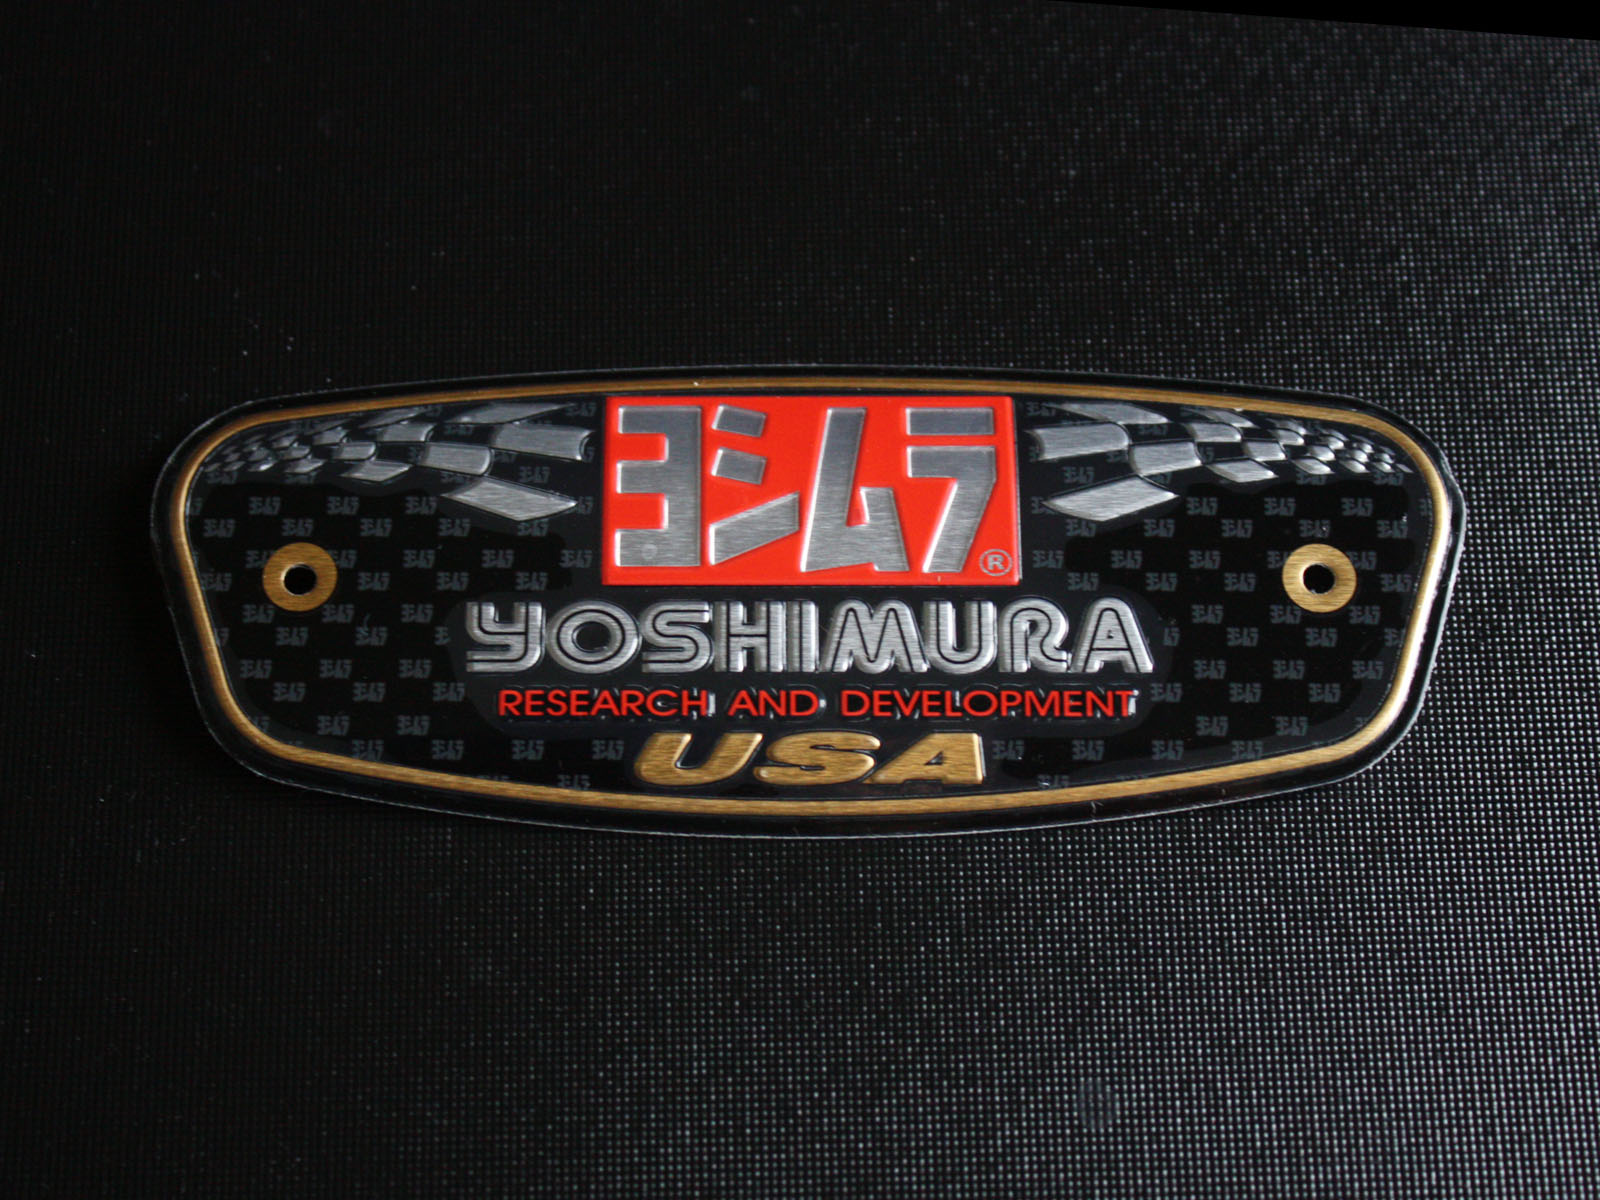 ヨシムラ
®
YOSHIMURA
RESEARCH AND DEVELOPMENT
USA